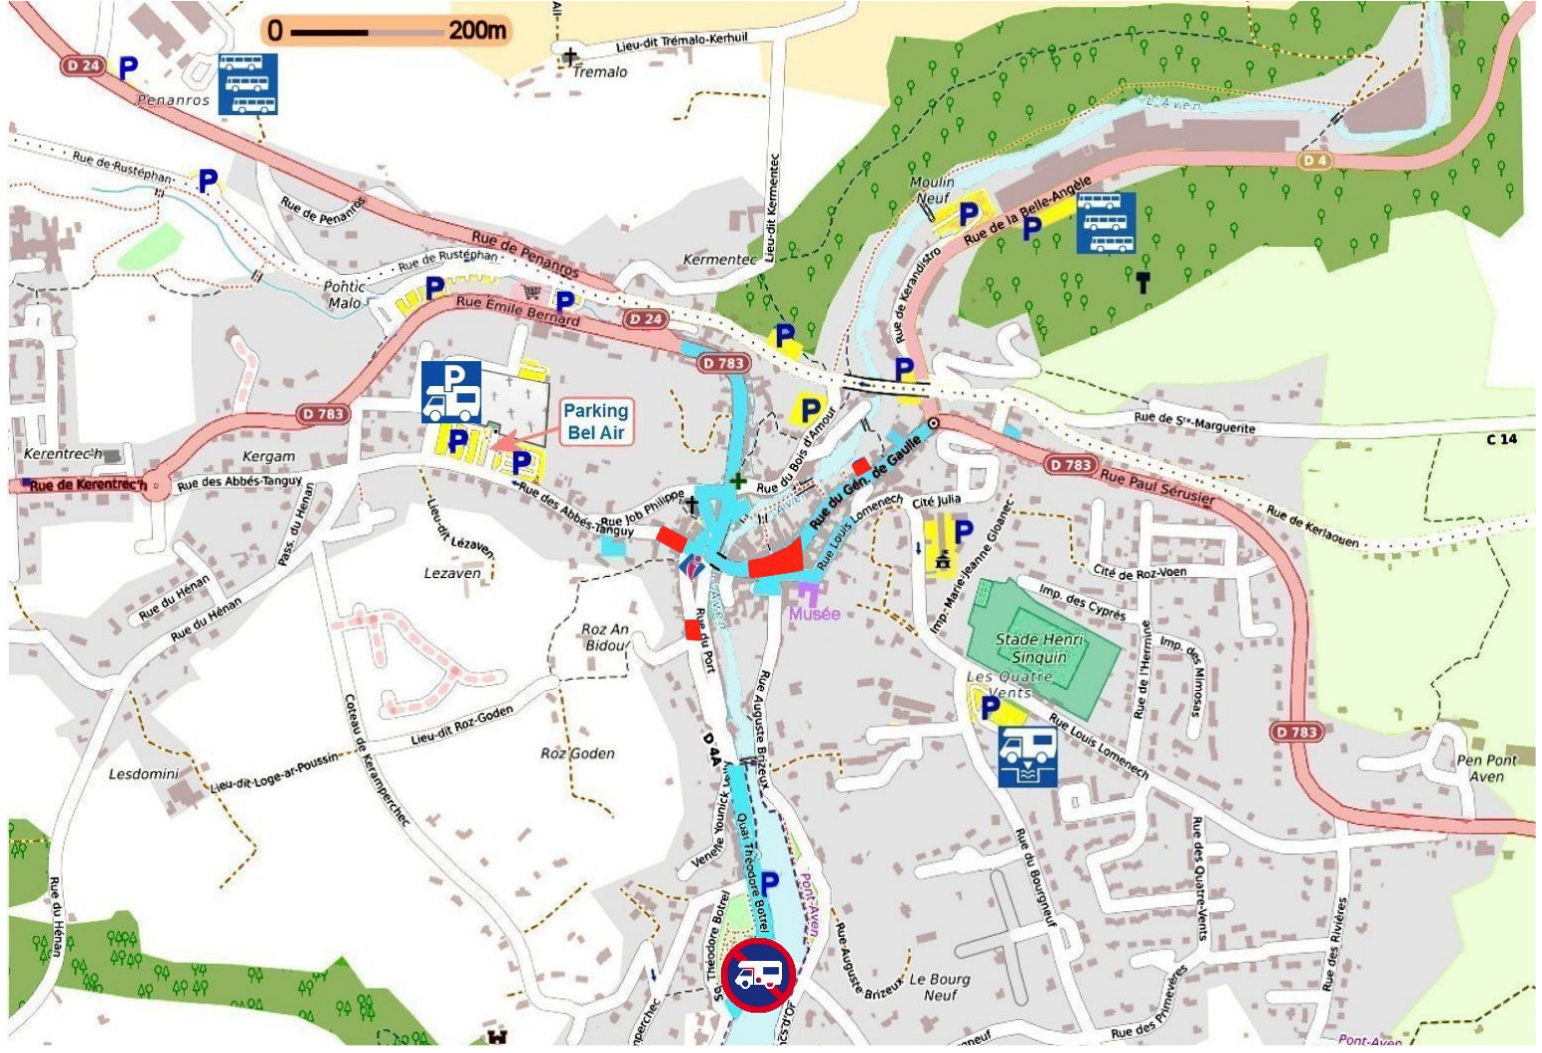 0 200m
Lieu-dit Trémalo-Kerhuil
Tremalo
D 24
P
Penanros
L'Aven
D 4
Rue de Rustéphan
P
Rue de Penanros
Lieu-dit Kermentec
Moulin
Neuf
P
Rue de la Belle-Angèle
P
Rue de Penanros
Rue de Rustéphan
Kermentec
Rue de Kerandistro
Pontic
Malo
P
P
Rue Émile Bernard
D 24
P
D 783
P
P
Parking
Bel Air
P
D 783
P
Rue du Bois d'Amour
Rue de Ste-Marguerite
C 14
Kerentrec'h
Kergam
P
P
Rue de Kerentrec'h
Rue des Abbés-Tanguy
Rue des Abbés-Tanguy
Rue Job Philippe
Rue du Gén. de Gaulle
D 783
Rue Paul Sérusier
Rue de Kerlaouen
Cité Julia
Rue Louis Lomenech
P
Pass. du Hénan
Lieu-dit Lézaven
Lezaven
Imp. Marie-Jeanne Gloanec
Cité de Roz-Voen
Imp. des Cyprés
Rue du Hénan
Rue du Hénan
L'Aven
Musée
Rue du Port
Roz An
Bidou
Stade Henri
Sinquin
Imp. des Mimosas
Rue de l'Hermine
Les Quatre
Vents
P
Rue Louis Lomenech
D 783
Coteau de Keramperchec
Lieu-dit Roz-Goden
Roz Goden
D 4A
Rue Auguste Brizeux
Pen Pont
Aven
Lesdomini
Lieu-dit-Loge-ar-Poussin
Quai Théodore Botrel
P
Pont-Aven
Rue du Bourgneuf
Rue des Quatre-Vents
Rue du Hénan
Sq. Théodore Botrel
Rue Auguste Brizeux
Le Bourg
Neuf
Rue des Rivières
Rue des Primevères
Pont-Aven